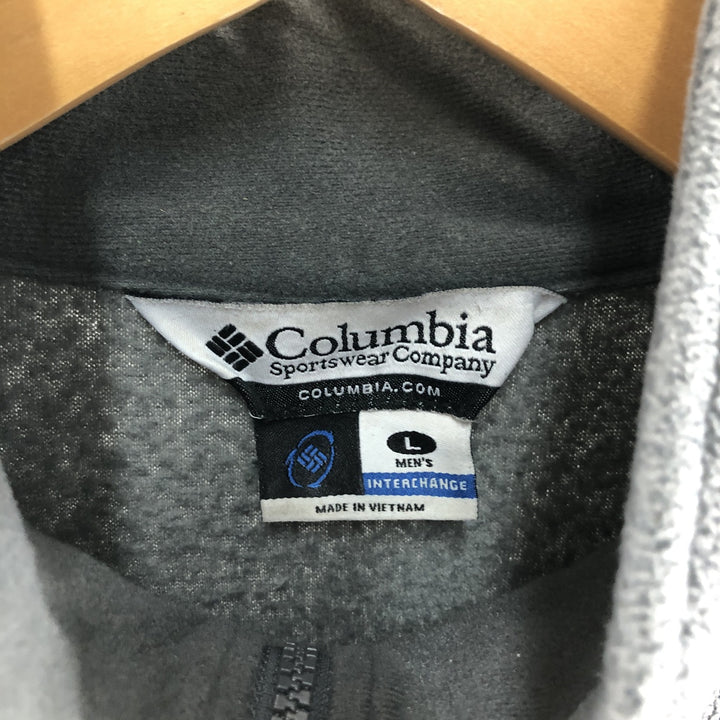 Columbia
Sportswear Company
COLUMBIA.COM
L
MEN'S
INTERCHANGE
MADE IN VIETNAM